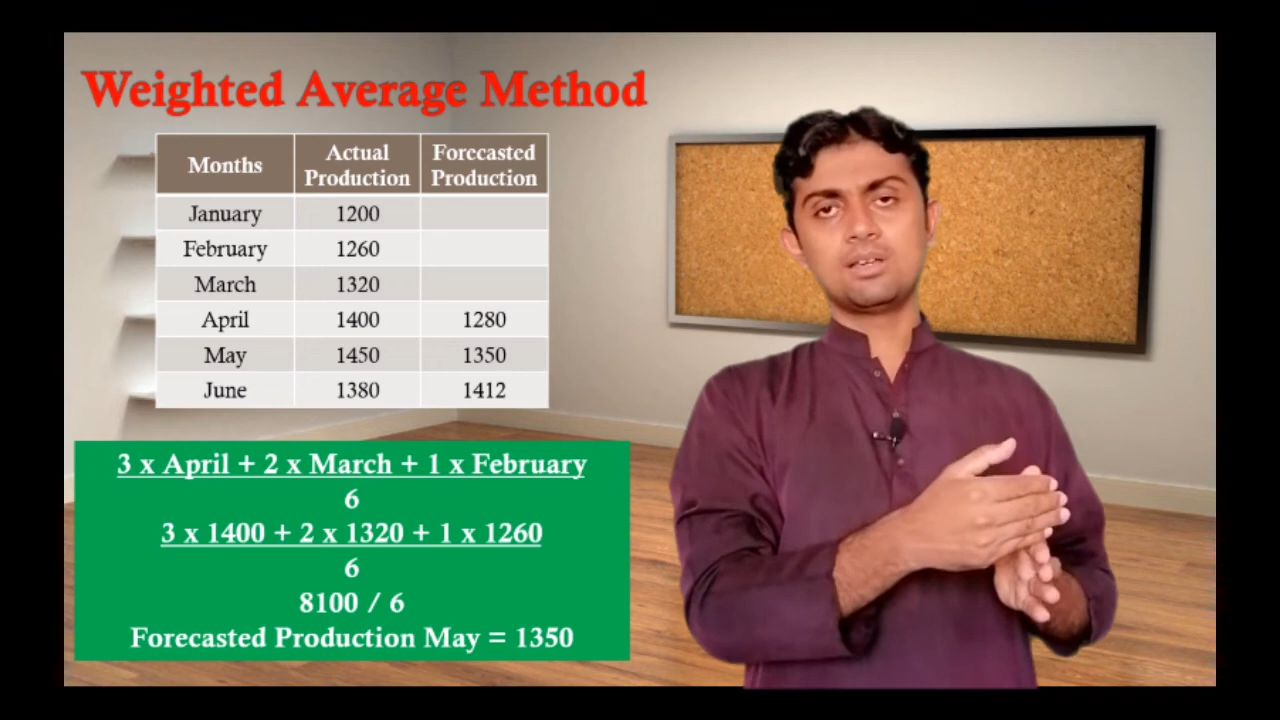 Weighted Average Method
Months Actual Production Forecasted Production
January 1200
February 1260
March 1320
April 1400 1280
May 1450 1350
June 1380 1412
3 x April + 2 x March + 1 x February
6
3 x 1400 + 2 x 1320 + 1 x 1260
6
8100 / 6
Forecasted Production May = 1350